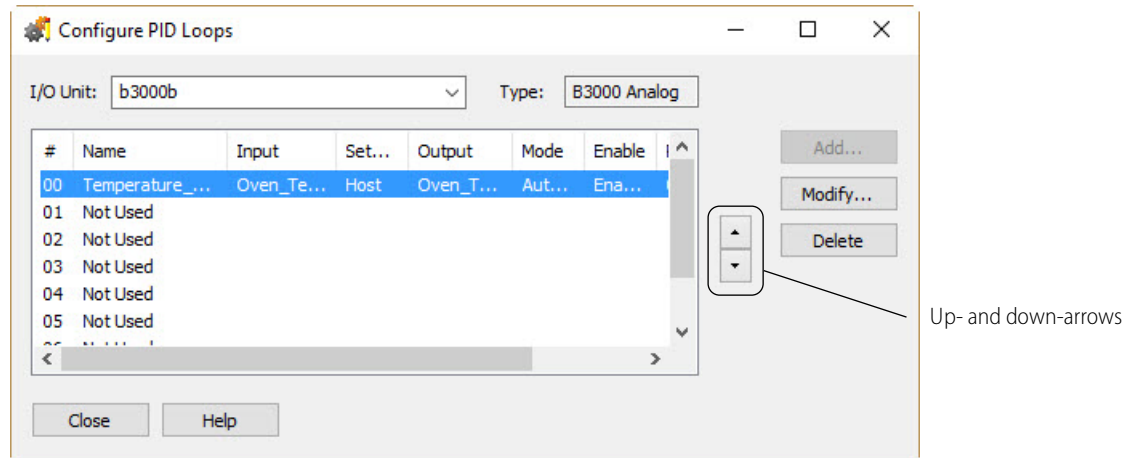 Configure PID Loops
I/O Unit: b3000b Type: B3000 Analog
# Name Input Set... Output Mode Enable
00 Temperature_... Oven_Te... Host Oven_T... Aut... Ena...
01 Not Used
02 Not Used
03 Not Used
04 Not Used
05 Not Used
Add...
Modify...
Delete
Up- and down-arrows
Close Help